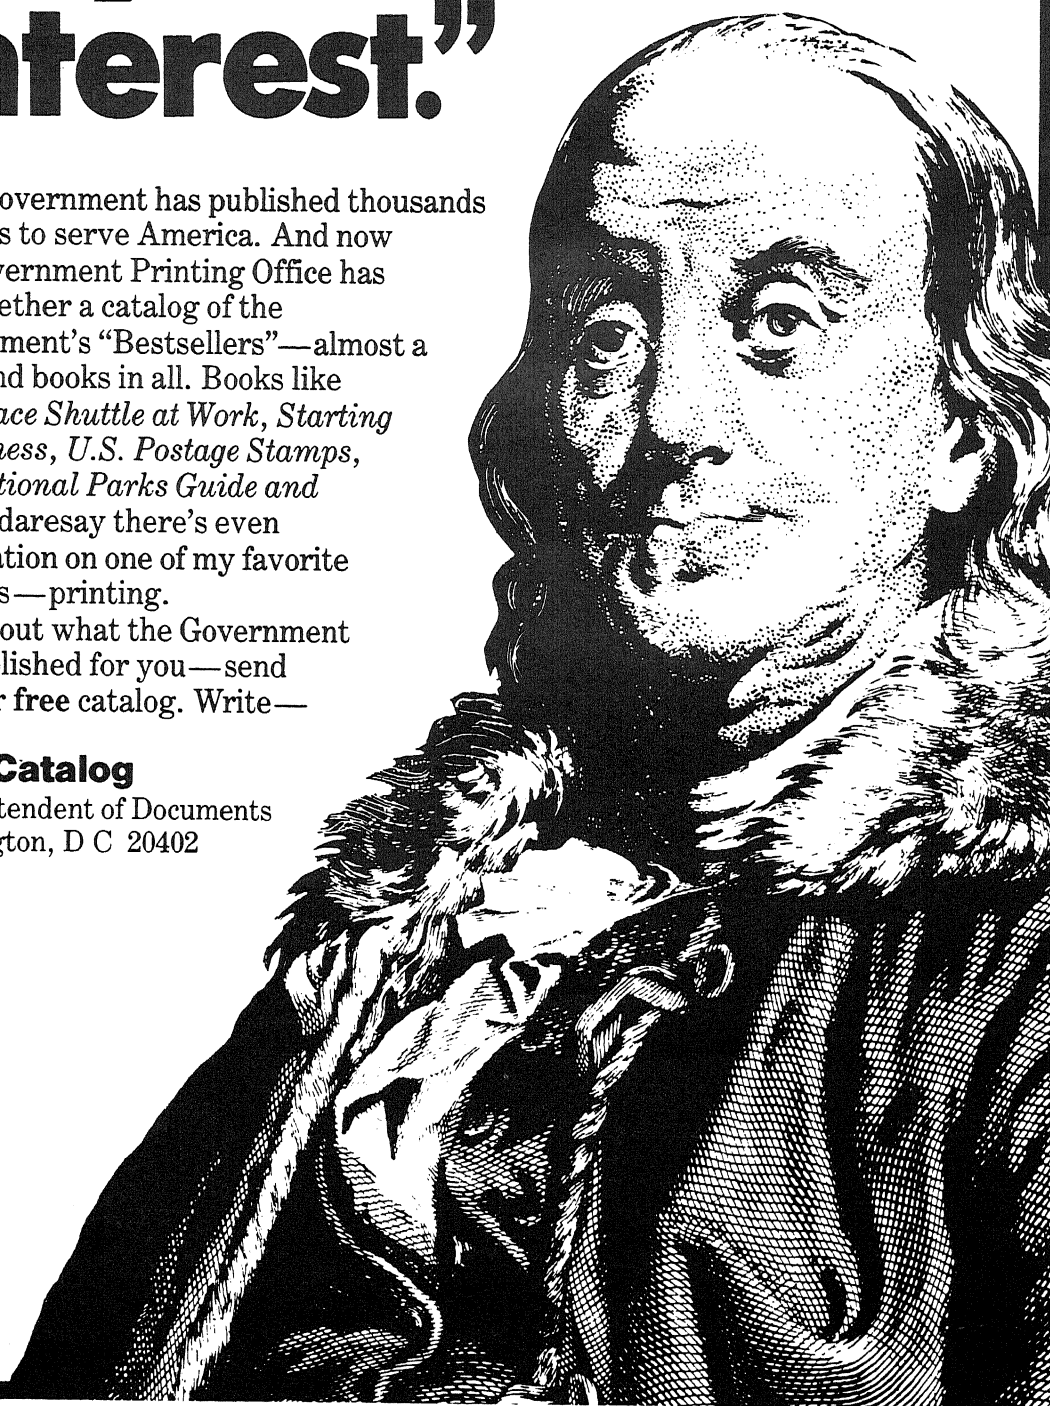 nterest.”
overnment has published thousands
s to serve America. And now
vernment Printing Office has
ether a catalog of the
ment’s “Bestsellers”—almost a
nd books in all. Books like
ace Shuttle at Work, Starting
ness, U.S. Postage Stamps,
tional Parks Guide and
daresay there’s even
ation on one of my favorite
s—printing.
out what the Government
lished for you—send
r free catalog. Write—
Catalog
tendent of Documents
gton, D C 20402